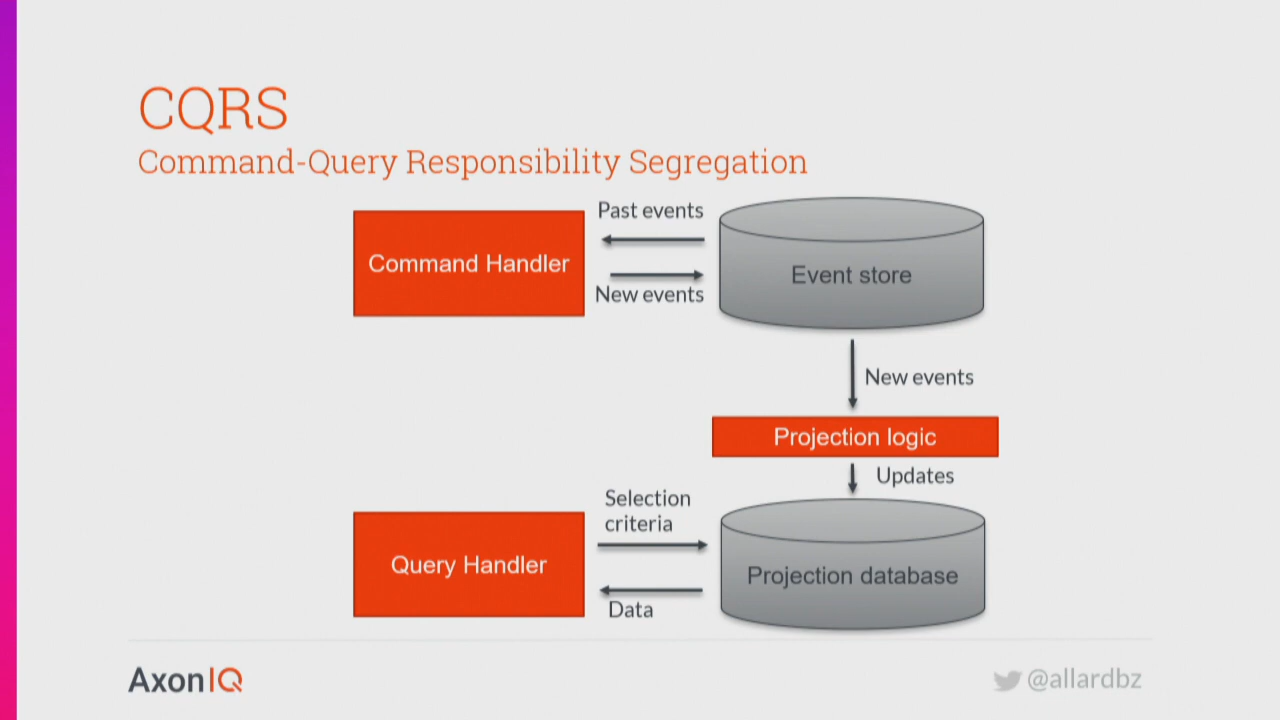 CQRS
Command-Query Responsibility Segregation
Past events
Command Handler
Event store
New events
New events
Projection logic
Updates
Selection
criteria
Query Handler
Projection database
Data
AxonIQ
@allardbz